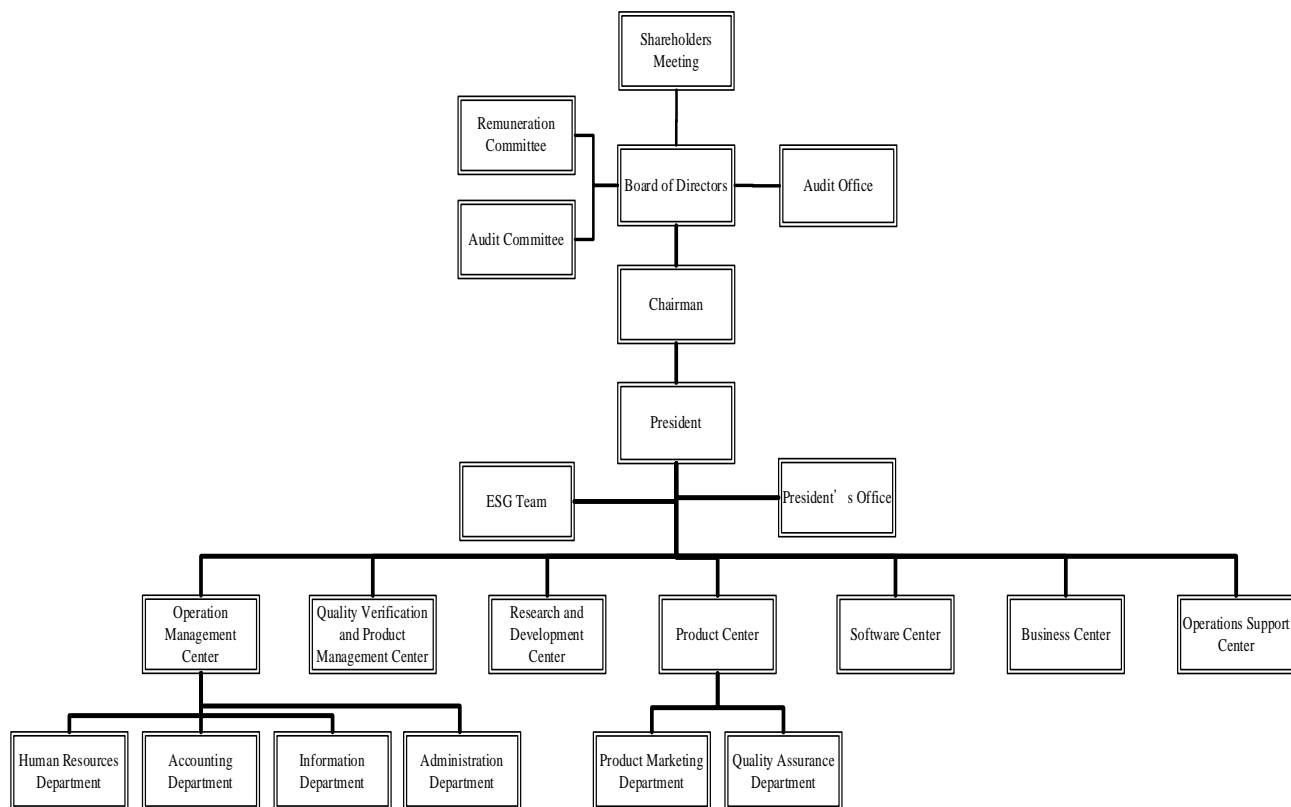 Shareholders
Meeting
Remuneration
Committee
Board of Directors
Audit Office
Audit Committee
Chairman
President
ESG Team
President’s Office
Operation
Management
Center
Quality Verification
and Product
Management Center
Research and
Development
Center
Product Center
Software Center
Business Center
Operations Support
Center
Human Resources
Department
Accounting
Department
Information
Department
Administration
Department
Product Marketing
Department
Quality Assurance
Department